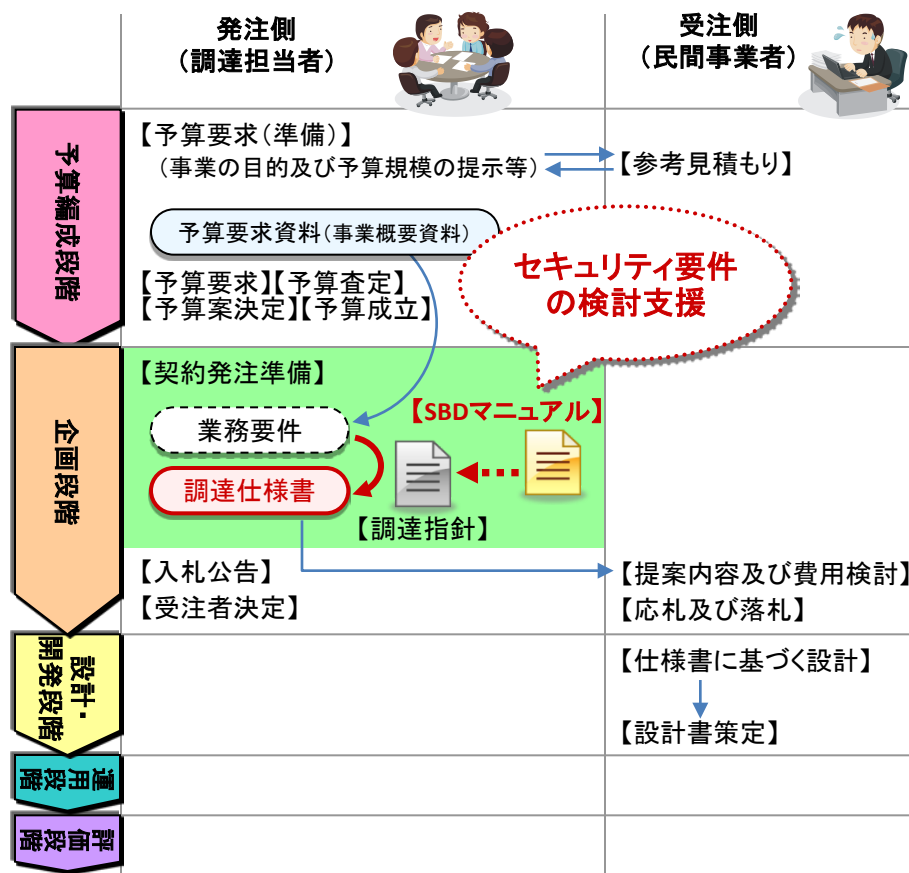 発注側
（調達担当者）
受注側
（民間事業者）
予算編成段階
【予算要求（準備）】
（事業の目的及び予算規模の提示等）
【参考見積もり】
予算要求資料（事業概要資料）
【予算要求】【予算査定】
【予算案決定】【予算成立】
セキュリティ要件
の検討支援
企画段階
【契約発注準備】
【SBDマニュアル】
業務要件
調達仕様書
【調達指針】
【入札公告】
【受注者決定】
【提案内容及び費用検討】
【応札及び落札】
設計・
開発段階
【仕様書に基づく設計】
【設計書策定】
運用段階
評価段階